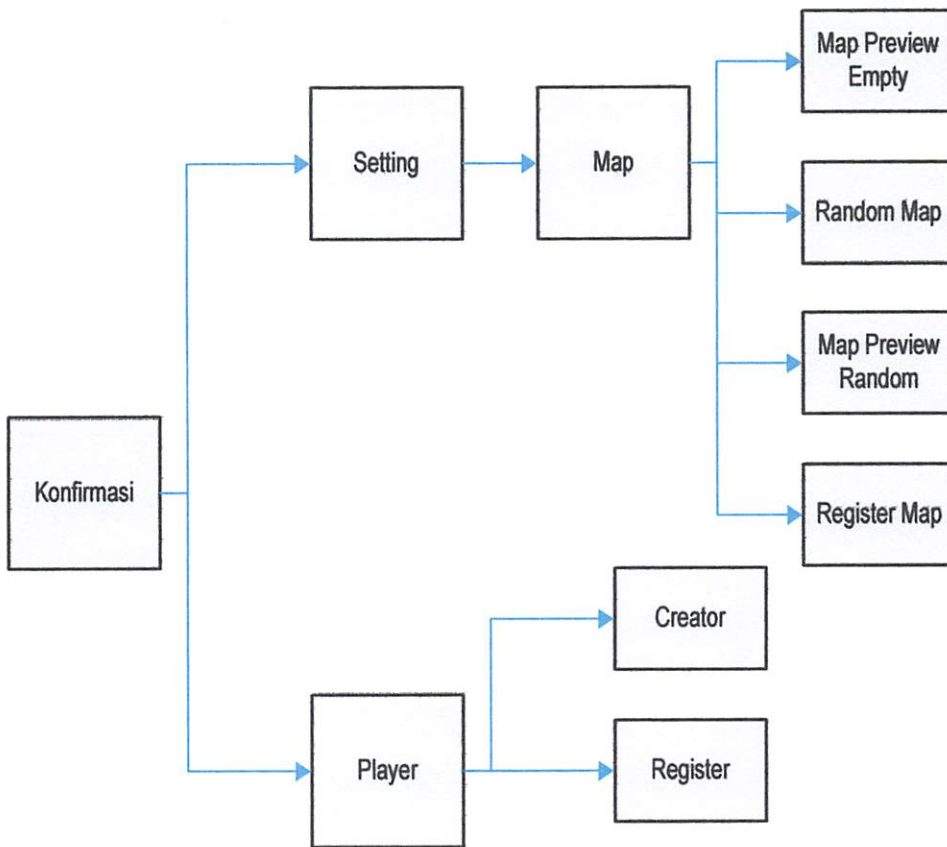 Map Preview
Empty
Setting
Map
Random Map
Map Preview
Random
Konfirmasi
Register Map
Creator
Player
Register